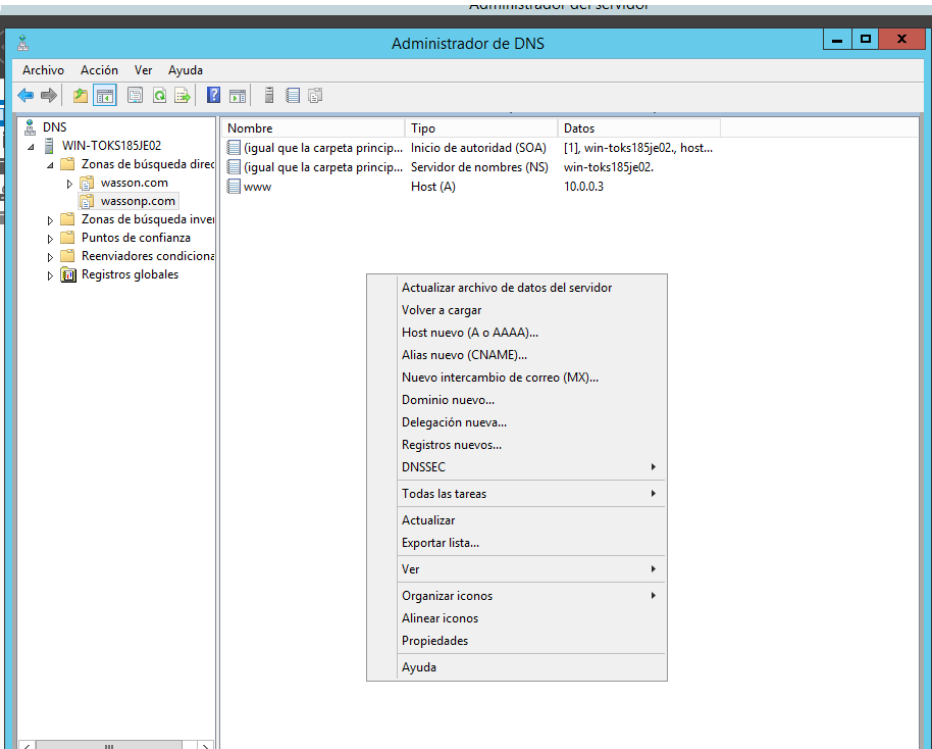 Administrador del servidor
Administrador de DNS
Archivo Acción Ver Ayuda
DNS
WIN-TOKS185JE02
Zonas de búsqueda direc
wasson.com
wassonp.com
Zonas de búsqueda inver
Puntos de confianza
Reenviadores condiciona
Registros globales
Nombre Tipo Datos
(igual que la carpeta princip... Inicio de autoridad (SOA) [1], win-toks185je02., host...
(igual que la carpeta princip... Servidor de nombres (NS) win-toks185je02.
www Host (A) 10.0.0.3
Actualizar archivo de datos del servidor
Volver a cargar
Host nuevo (A o AAAA)...
Alias nuevo (CNAME)...
Nuevo intercambio de correo (MX)...
Dominio nuevo...
Delegación nueva...
Registros nuevos...
DNSSEC
Todas las tareas
Actualizar
Exportar lista...
Ver
Organizar iconos
Alinear iconos
Propiedades
Ayuda